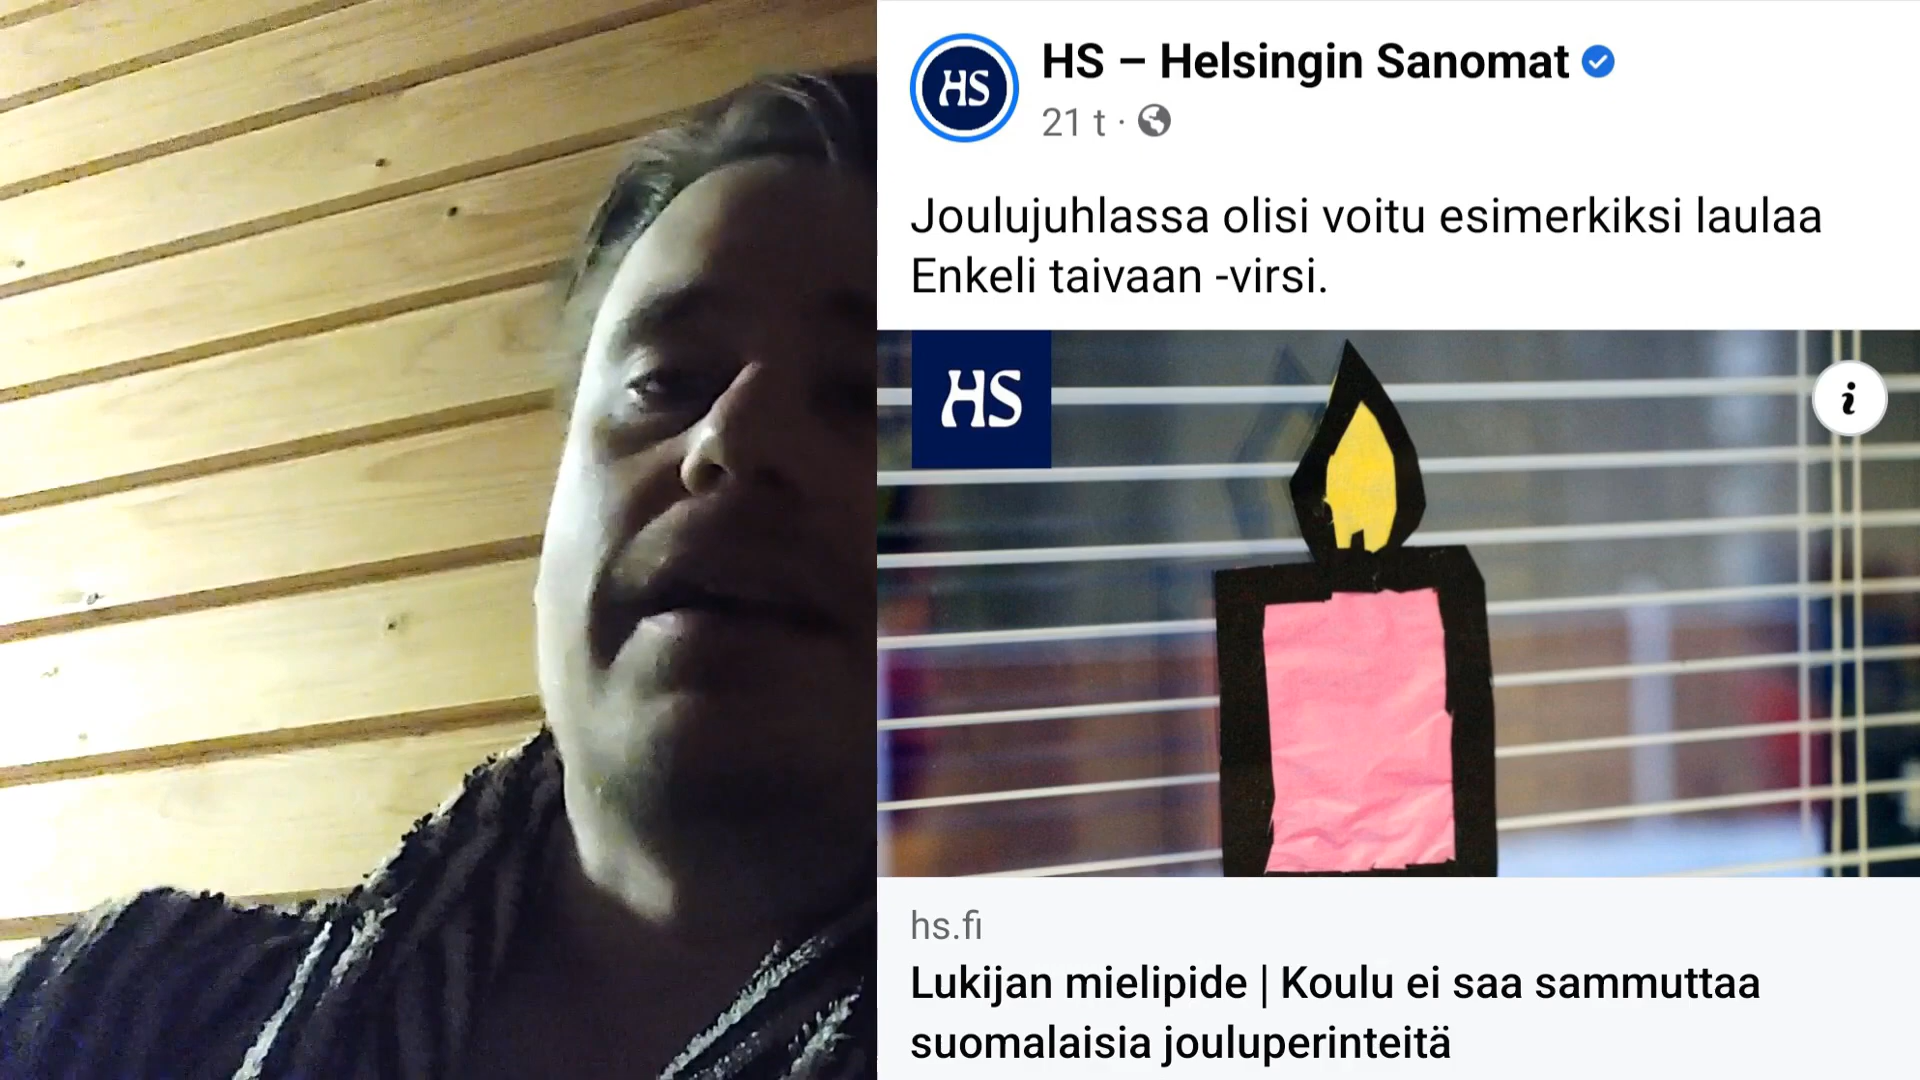 HS
HS – Helsingin Sanomat
21 t ·
Joulujuhlassa olisi voitu esimerkiksi laulaa
Enkeli taivaan -virsi.
HS
i
hs.fi
Lukijan mielipide | Koulu ei saa sammuttaa
suomalaisia jouluperinteitä